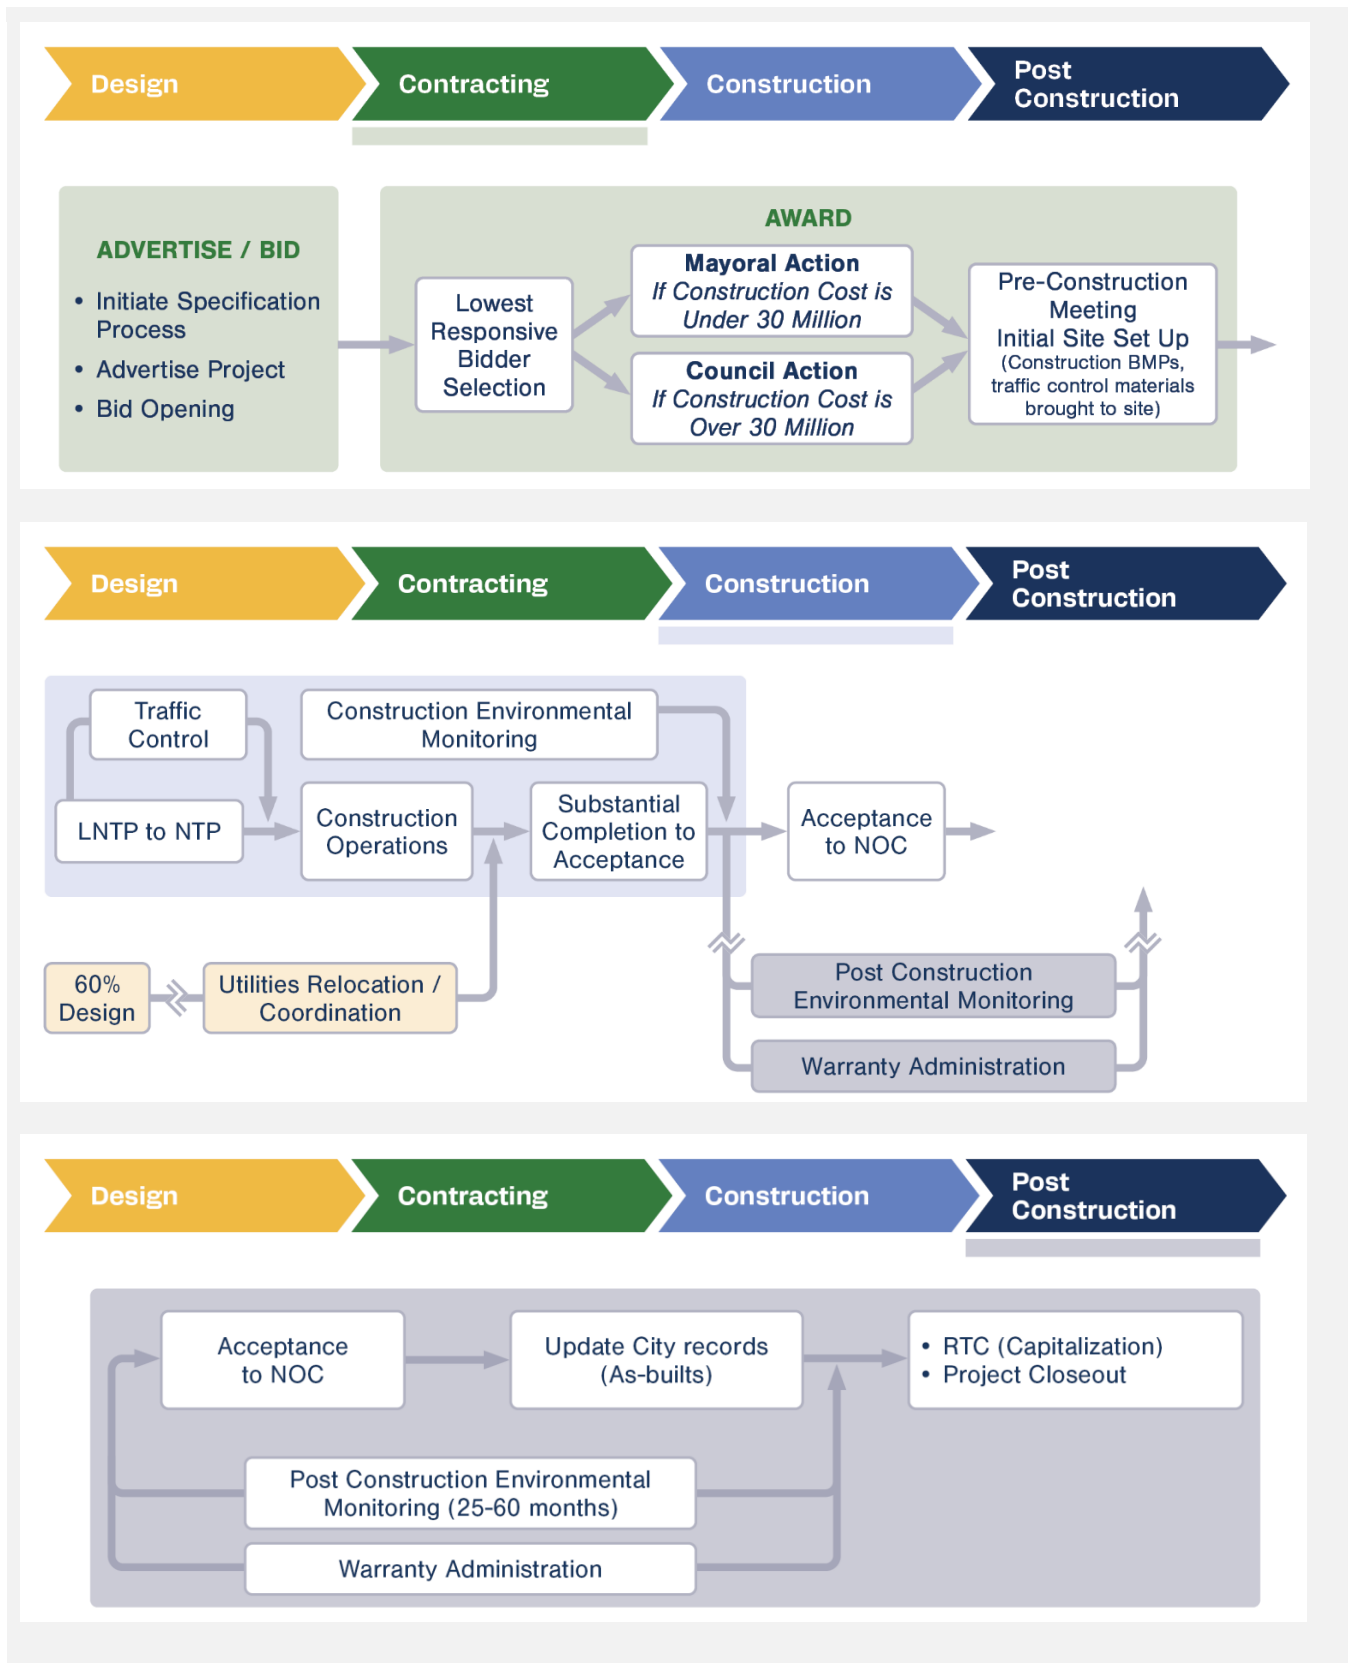 Design
Contracting
Construction
Post
Construction
ADVERTISE / BID
• Initiate Specification
Process
• Advertise Project
• Bid Opening
AWARD
Lowest
Responsive
Bidder
Selection
Mayoral Action
If Construction Cost is
Under 30 Million
Council Action
If Construction Cost is
Over 30 Million
Pre-Construction
Meeting
Initial Site Set Up
(Construction BMPs,
traffic control materials
brought to site)
Design
Contracting
Construction
Post
Construction
Traffic
Control
Construction Environmental
Monitoring
LNTP to NTP
Construction
Operations
Substantial
Completion to
Acceptance
Acceptance
to NOC
60%
Design
Utilities Relocation /
Coordination
Post Construction
Environmental Monitoring
Warranty Administration
Design
Contracting
Construction
Post
Construction
Acceptance
to NOC
Update City records
(As-builts)
• RTC (Capitalization)
• Project Closeout
Post Construction Environmental
Monitoring (25-60 months)
Warranty Administration